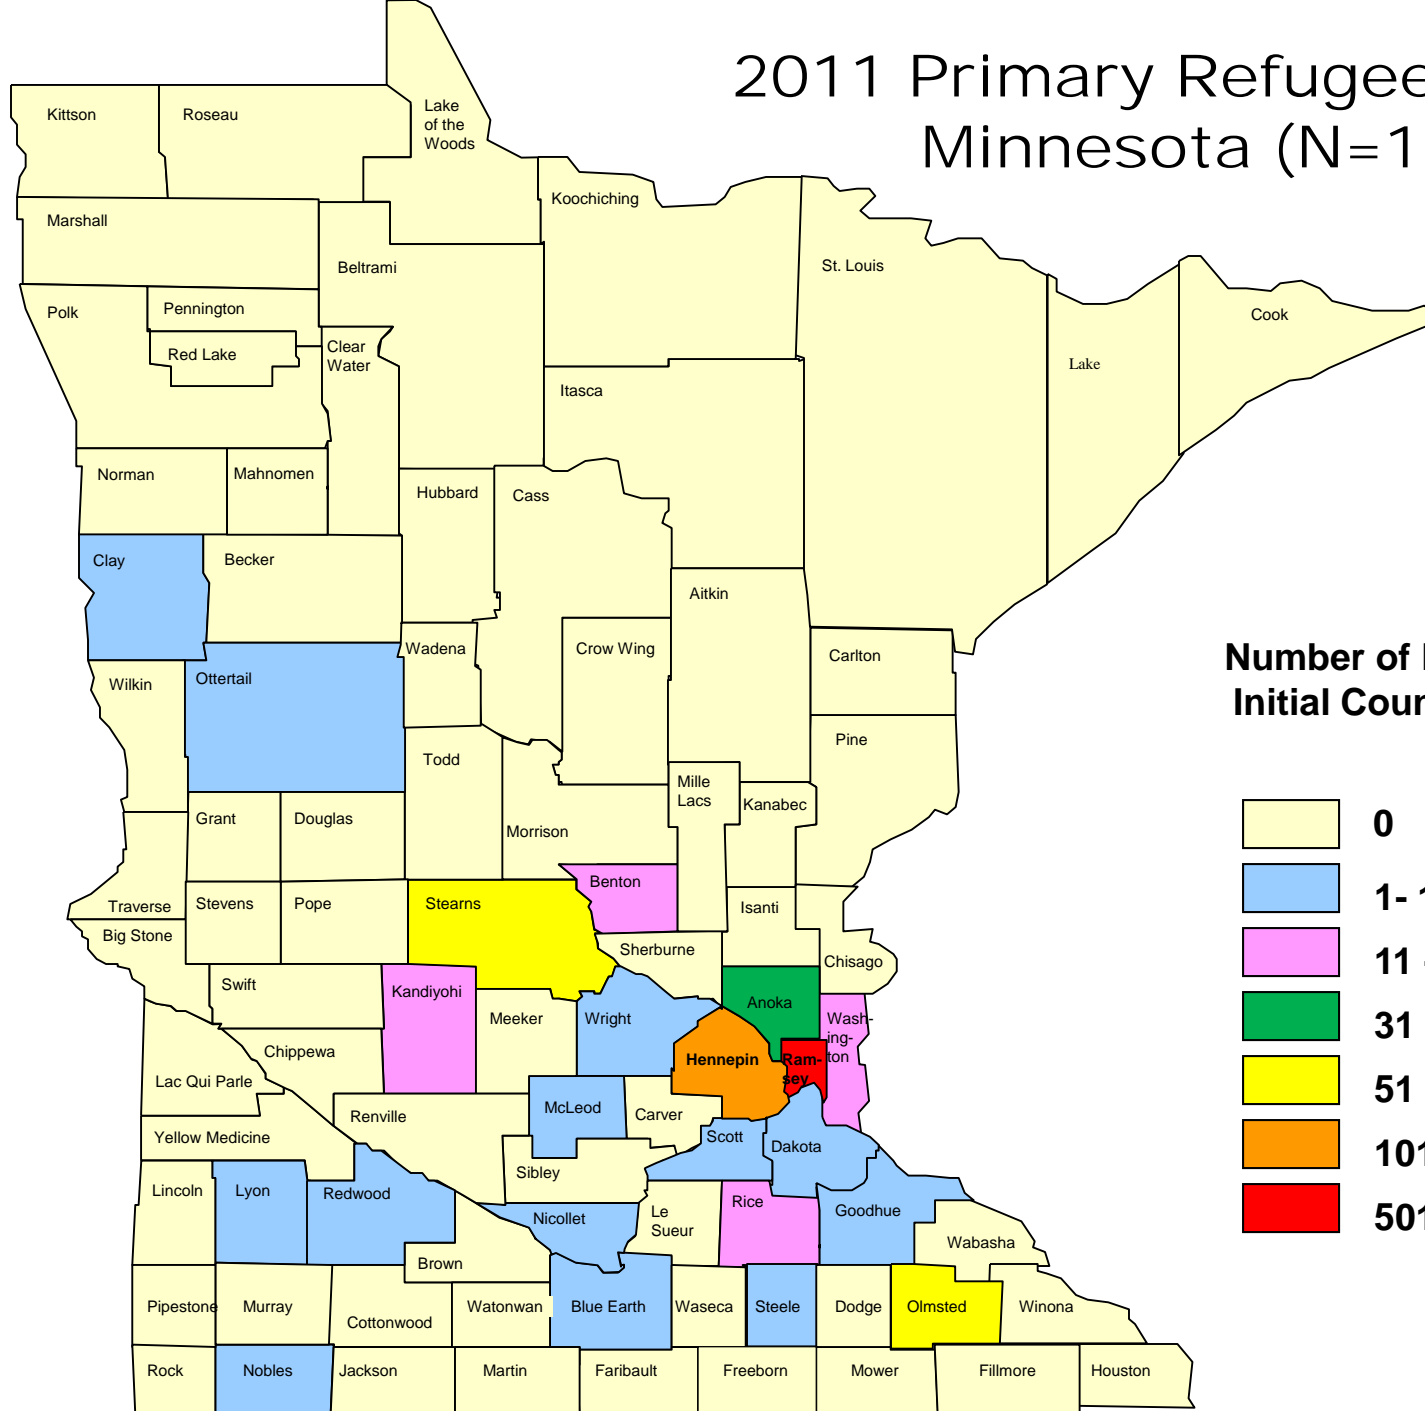 2011 Primary Refugee
Minnesota (N=1
Kittson
Roseau
Lake
of the
Woods
Koochiching
Marshall
Beltrami
St. Louis
Polk
Pennington
Cook
Red Lake
Clear
Water
Lake
Itasca
Norman
Mahnomen
Hubbard
Cass
Clay
Becker
Aitkin
Wadena
Crow Wing
Carlton
Number of
Initial Coun
Wilkin
Ottertail
Pine
Todd
Mille
Lacs
Kanabec
Grant
Douglas
Morrison
0
Benton
1- 1
Traverse
Stevens
Pope
Stearns
Isanti
Big Stone
Sherburne
Chisago
11
Swift
Kandiyohi
Meeker
Wright
Anoka
Wash-
ing-
ton
31
Chippewa
Hennepin
Ram-
sey
Lac Qui Parle
51
Renville
McLeod
Carver
Yellow Medicine
Scott
Dakota
101
Sibley
Lincoln
Lyon
Redwood
Rice
Goodhue
Nicollet
Le
Sueur
501
Brown
Wabasha
Pipestone
Murray
Cottonwood
Watonwan
Blue Earth
Waseca
Steele
Dodge
Olmsted
Winona
Rock
Nobles
Jackson
Martin
Faribault
Freeborn
Mower
Fillmore
Houston